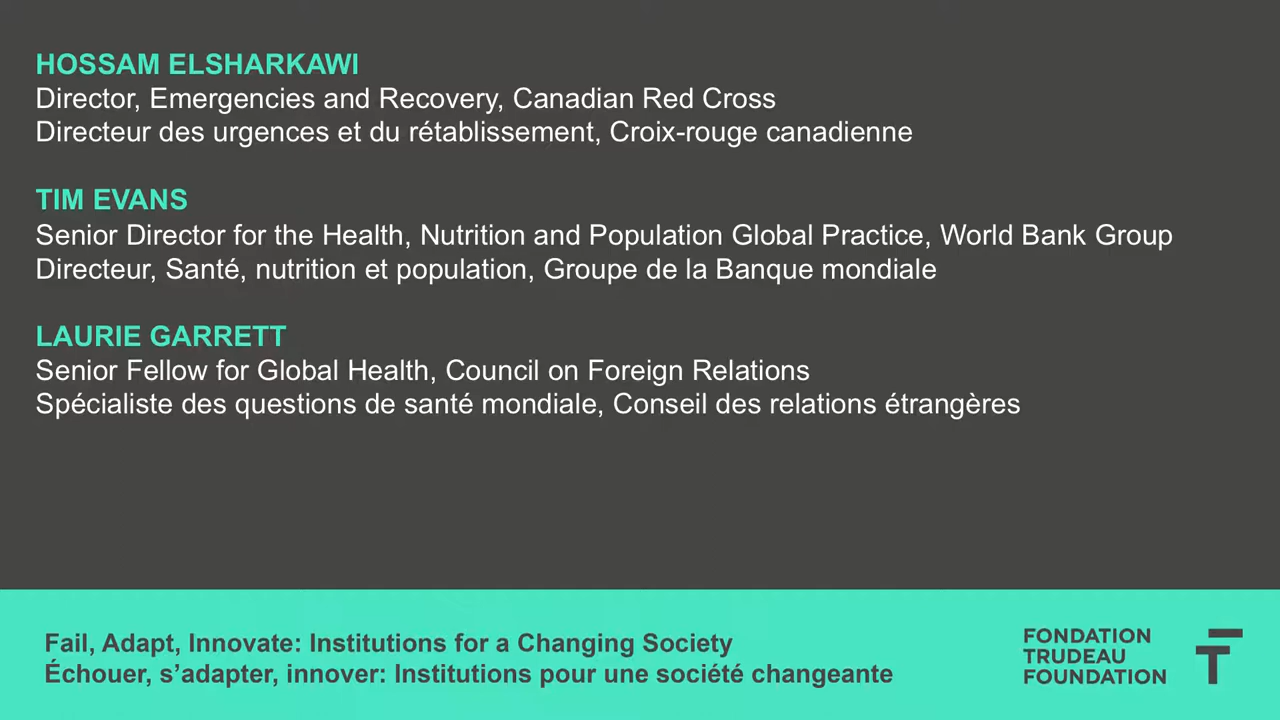 HOSSAM ELSHARKAWI
Director, Emergencies and Recovery, Canadian Red Cross
Directeur des urgences et du rétablissement, Croix-rouge canadienne
TIM EVANS
Senior Director for the Health, Nutrition and Population Global Practice, World Bank Group
Directeur, Santé, nutrition et population, Groupe de la Banque mondiale
LAURIE GARRETT
Senior Fellow for Global Health, Council on Foreign Relations
Spécialiste des questions de santé mondiale, Conseil des relations étrangères
Fail, Adapt, Innovate: Institutions for a Changing Society
Échouer, s’adapter, innover: Institutions pour une société changeante
FONDATION
TRUDEAU
FOUNDATION